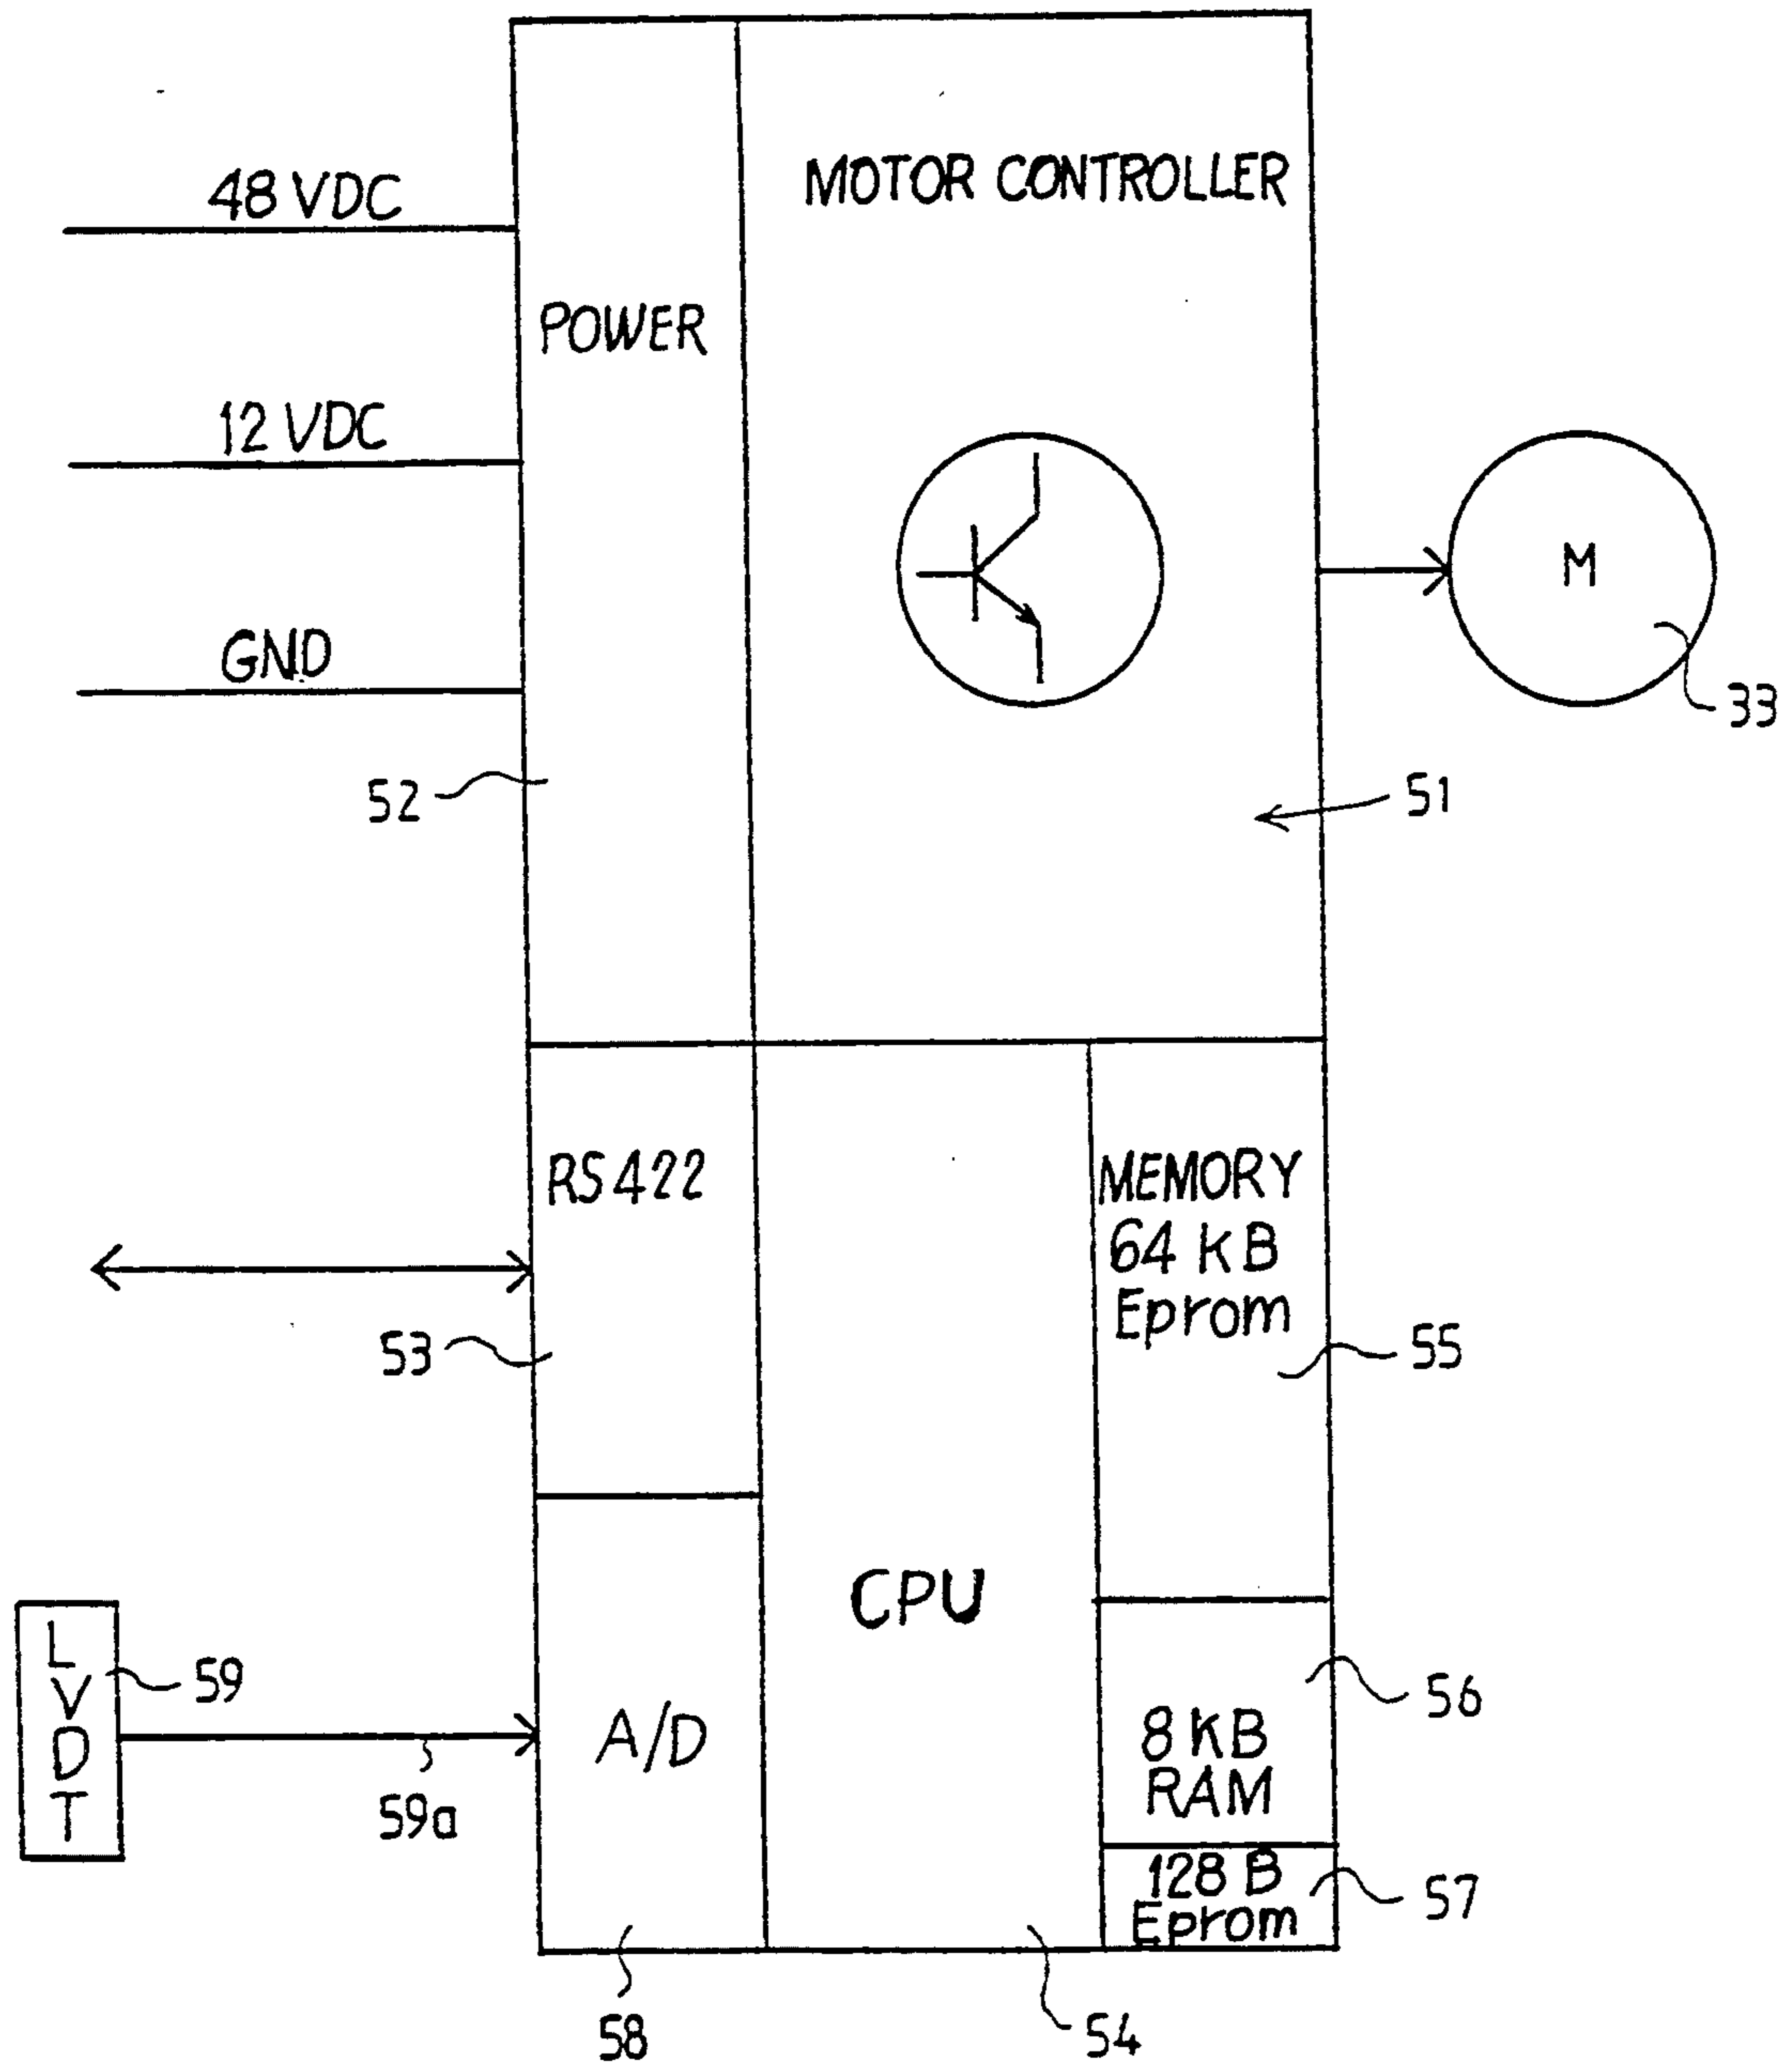 MOTOR CONTROLLER
48 VDC
POWER
12 VDC
M
GND
33
52
51
RS422
MEMORY
64 KB
Eprom
53
55
CPU
L
V
D
T
59
56
A/D
8 KB
RAM
59a
128 B
Eprom
57
58
54